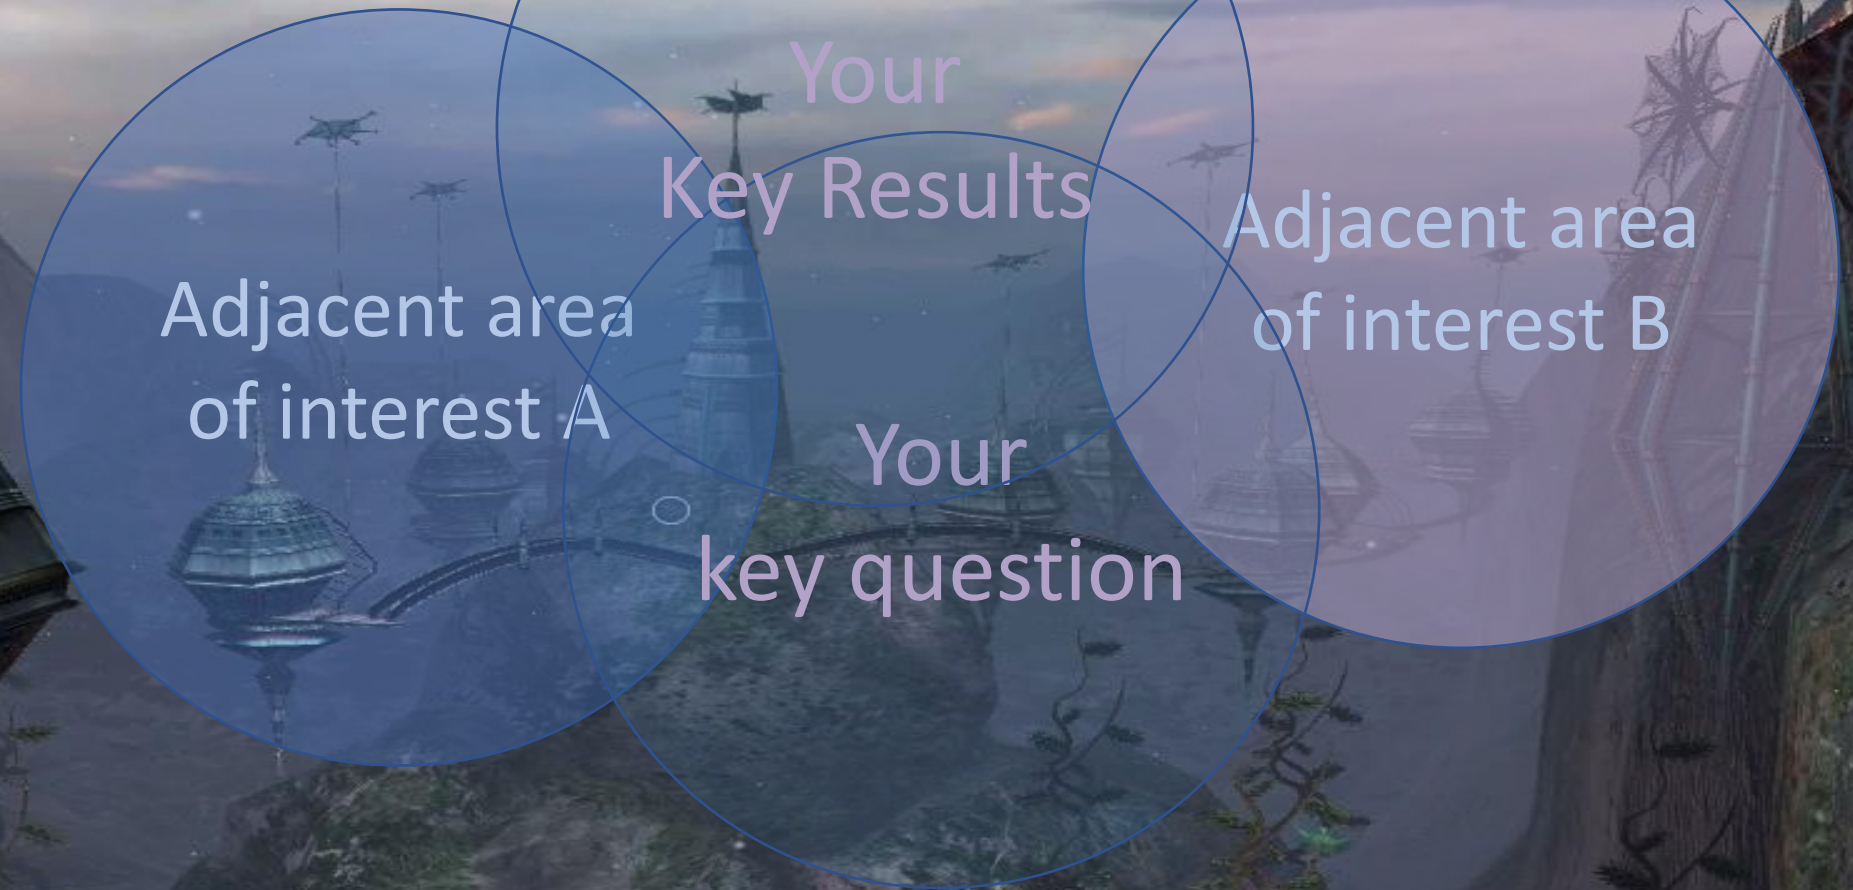 Your
Key Results
Adjacent area
of interest A
Adjacent area
of interest B
Your
key question